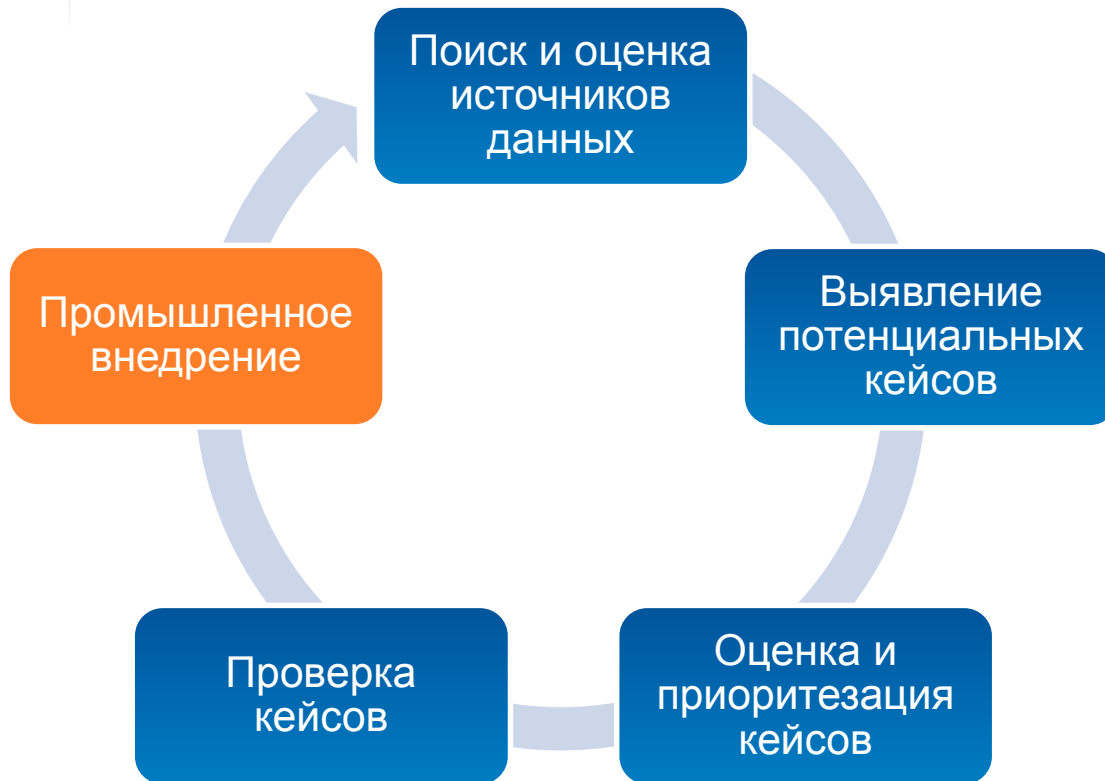 Поиск и оценка
источников
данных
Выявление
потенциальных
кейсов
Оценка и
приоритезация
кейсов
Проверка
кейсов
Промышленное
внедрение